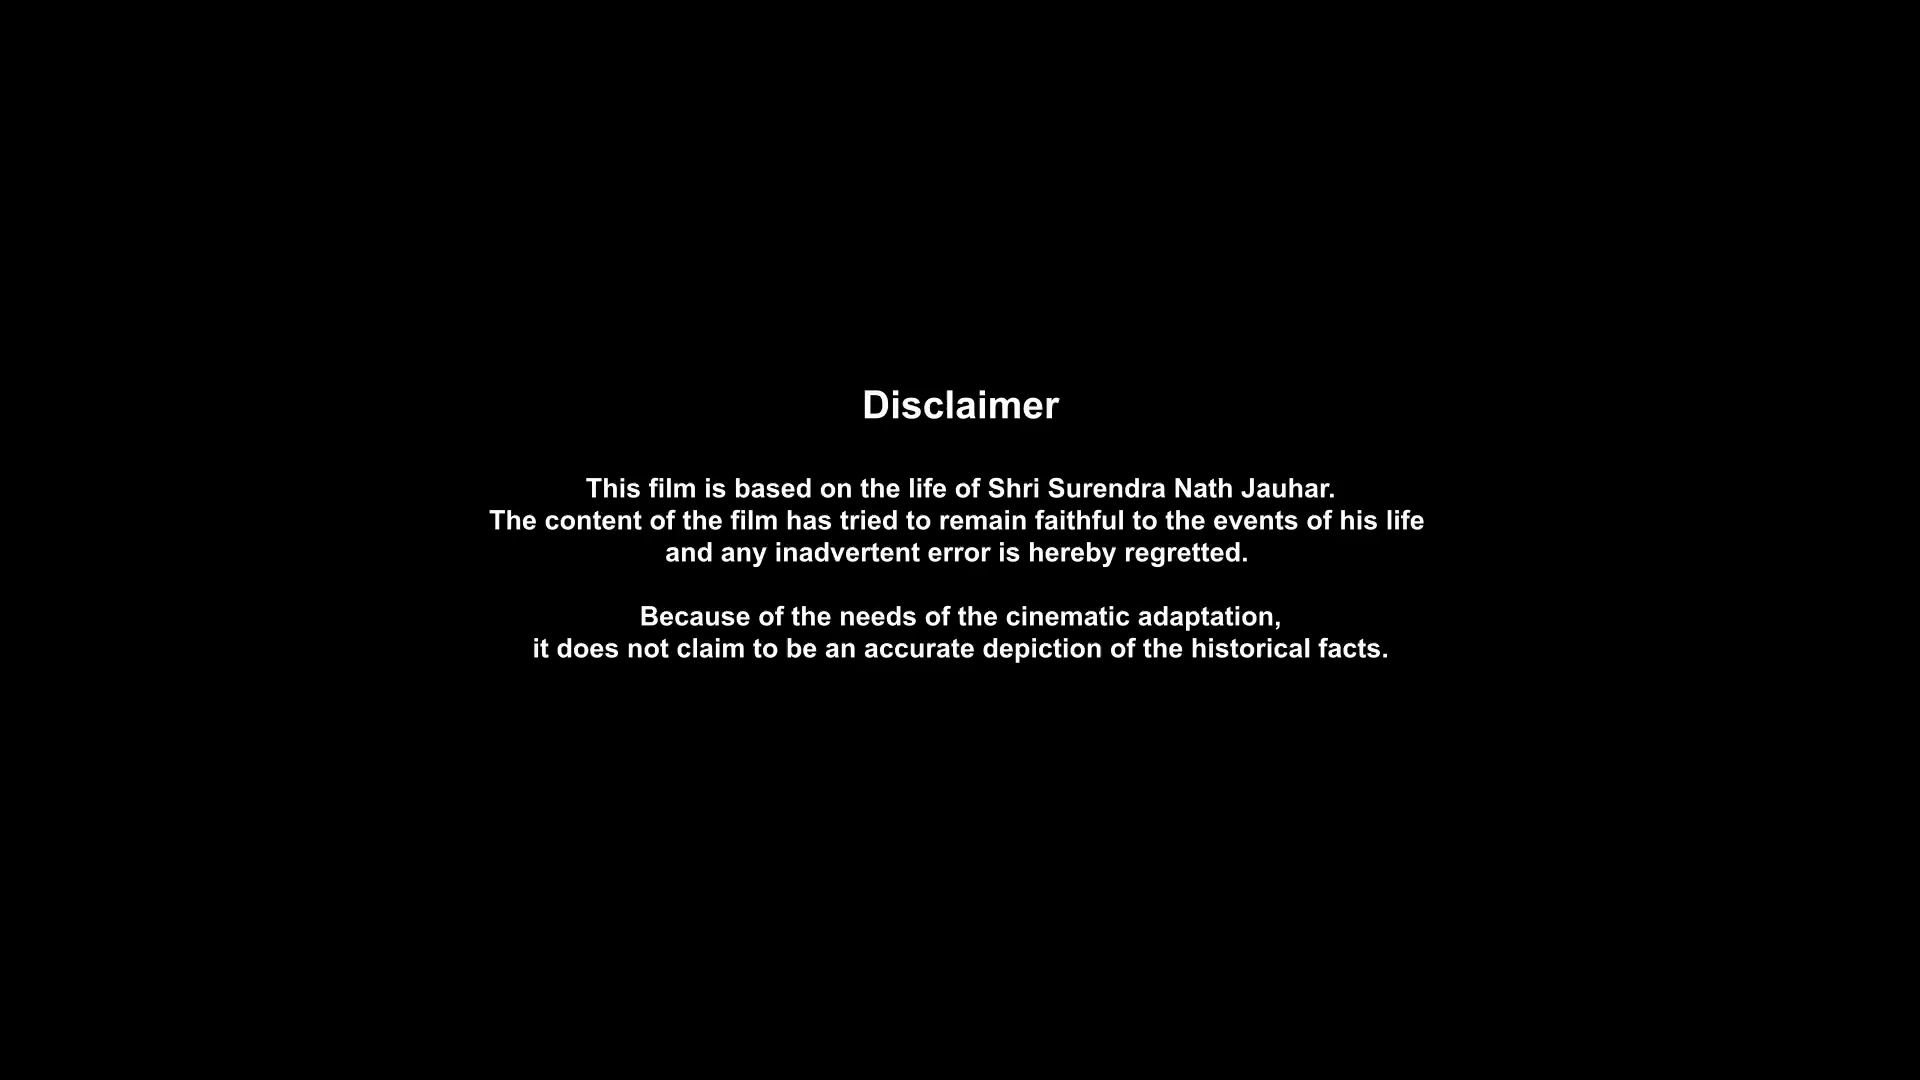 Disclaimer
This film is based on the life of Shri Surendra Nath Jauhar.
The content of the film has tried to remain faithful to the events of his life
and any inadvertent error is hereby regretted.
Because of the needs of the cinematic adaptation,
it does not claim to be an accurate depiction of the historical facts.